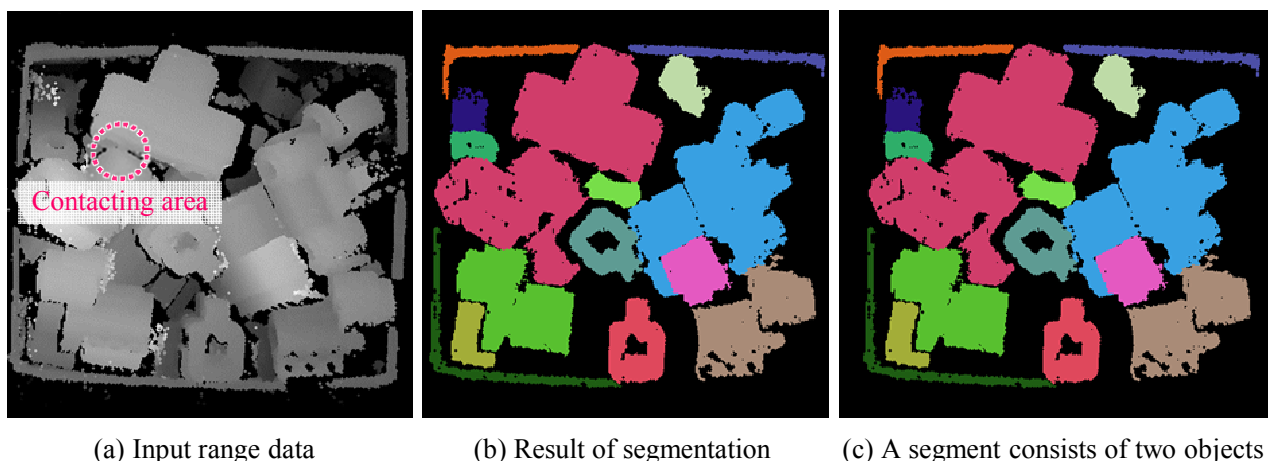 Contacting area
(a) Input range data
(b) Result of segmentation
(c) A segment consists of two objects